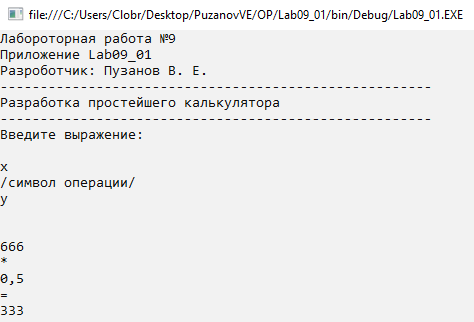 file:///C:/Users/Clobr/Desktop/PuzanovVE/OP/Lab09_01/bin/Debug/Lab09_01.EXE
Лабороторная работа №9
Приложение Lab09_01
Разроботчик: Пузанов В. Е.
------------------------------------------------------
Разработка простейшего калькулятора
------------------------------------------------------
Введите выражение:
x
/символ операции/
y
666
*
0,5
=
333